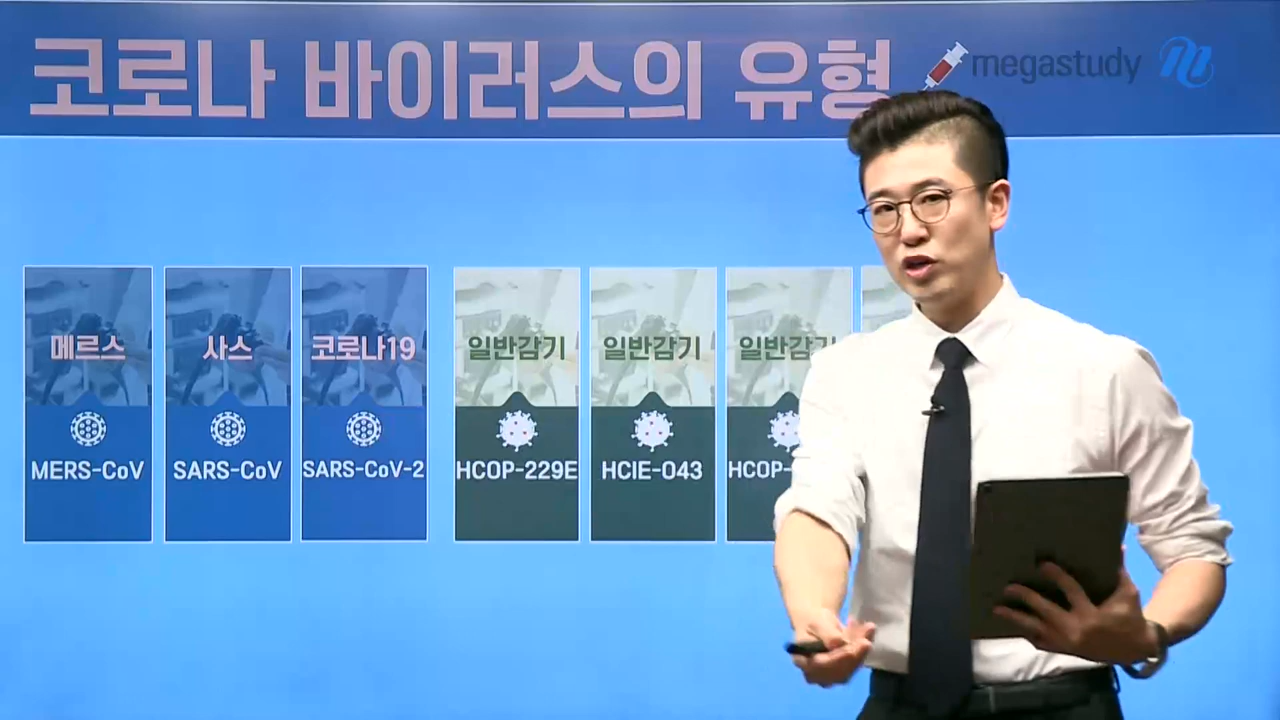 코로나 바이러스의 유형
megastudy
메르스
MERS-CoV
사스
SARS-CoV
코로나19
SARS-CoV-2
일반감기
HCOP-229E
일반감기
HCIE-043
일반감기
HCOP-